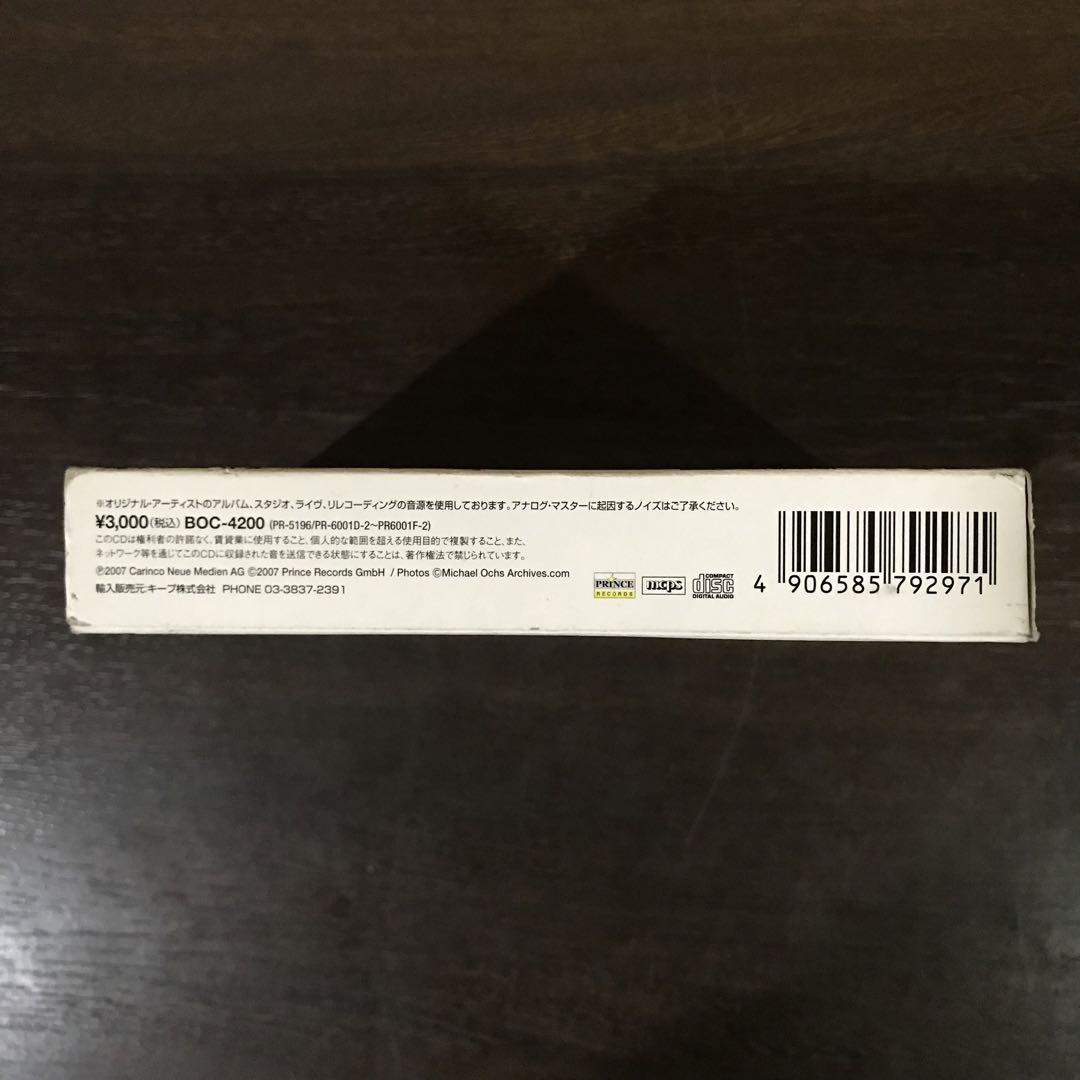 ※オリジナル・アーティストのアルバム、スタジオ、ライヴ、リレコーディングの音源を使用しております。アナログ・マスターに起因するノイズはご了承ください。
¥3,000(税込) BOC-4200 (PR-5196/PR-6001D-2~PR6001F-2)
このCDは権利者の許諾なく、賃貸業に使用すること、個人的な範囲を超える使用目的で複製すること、また、
ネットワーク等を通じてこのCDに収録された音を送信できる状態にすることは、著作権法で禁じられています。
℗2007 Carinco Neue Medien AG ©2007 Prince Records GmbH / Photos ©Michael Ochs Archives.com
輸入販売元:キープ株式会社 PHONE 03-3837-2391
PRINCE
RECORDS
mcps
COMPACT
disc
DIGITAL AUDIO
4 906585 792971